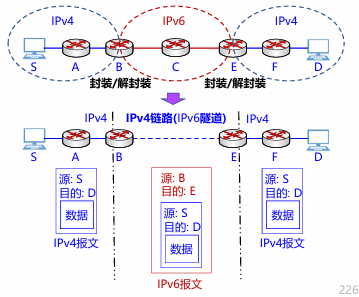 IPv4 IPv6 IPv4
S A B C E F D
封装/解封装 封装/解封装
IPv4 IPv4链路(IPv6隧道) IPv4
S A B E F D
源: S
目的: D
数据
IPv4报文
源: B
目的: E
源: S
目的: D
数据
IPv6报文
源: S
目的: D
数据
IPv4报文
226